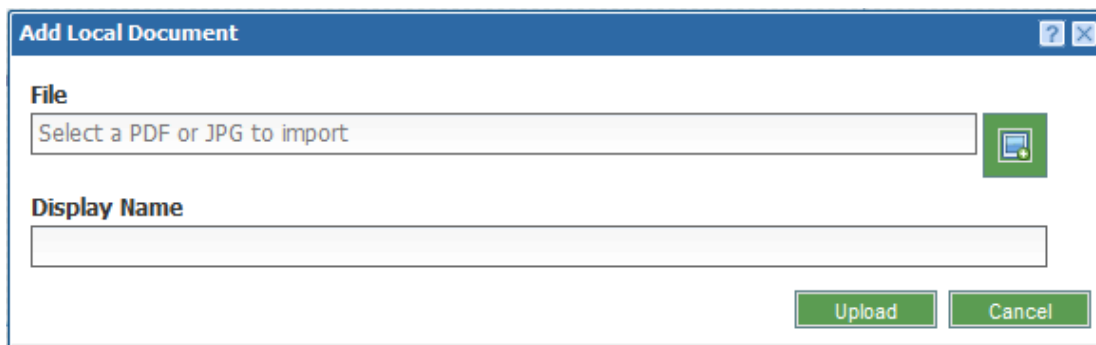 Add Local Document ?
File
Select a PDF or JPG to import
Display Name
Upload Cancel